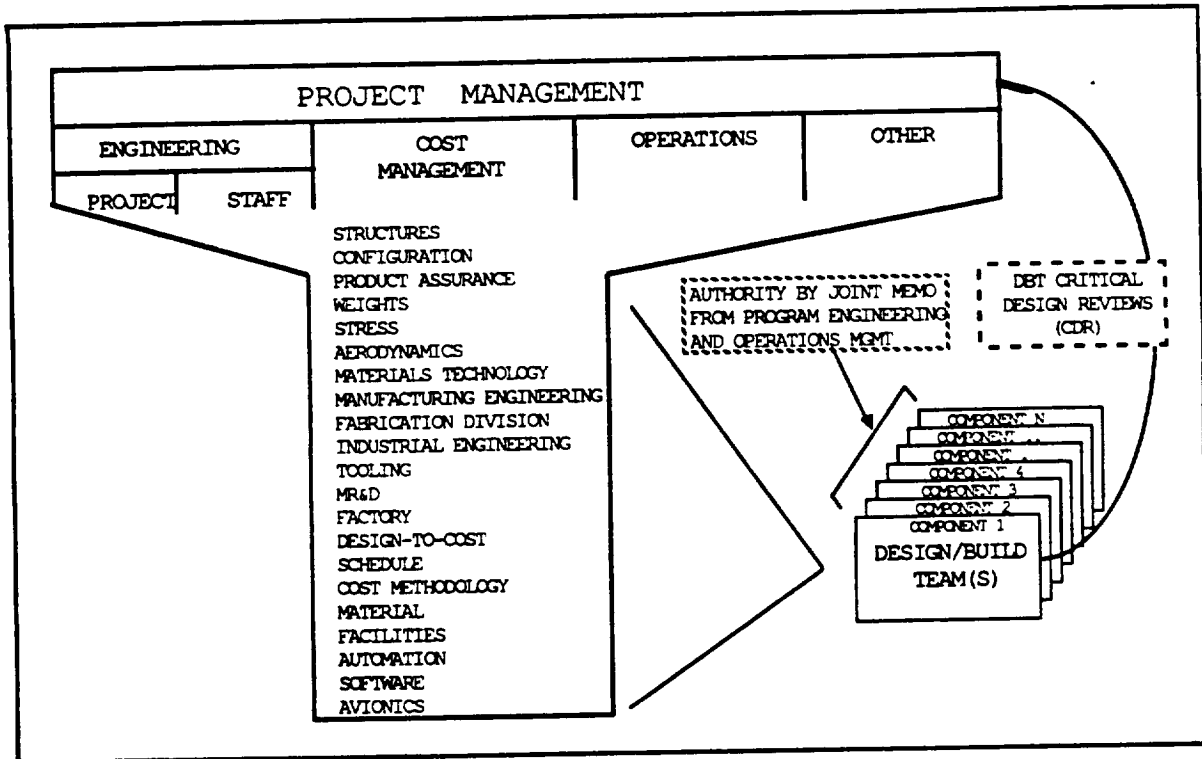 PROJECT MANAGEMENT
ENGINEERING
COST
MANAGEMENT
OPERATIONS
OTHER
PROJECT
STAFF
STRUCTURES
CONFIGURATION
PRODUCT ASSURANCE
WEIGHTS
STRESS
AERODYNAMICS
MATERIALS TECHNOLOGY
MANUFACTURING ENGINEERING
FABRICATION DIVISION
INDUSTRIAL ENGINEERING
TOOLING
MR&D
FACTORY
DESIGN-TO-COST
SCHEDULE
COST METHODOLOGY
MATERIAL
FACILITIES
AUTOMATION
SOFTWARE
AVIONICS
AUTHORITY BY JOINT MEMO
FROM PROGRAM ENGINEERING
AND OPERATIONS MGMT
DBT CRITICAL
DESIGN REVIEWS
(CDR)
COMPONENT N
COMPONENT ..
COMPONENT .
COMPONENT 4
COMPONENT 3
COMPONENT 2
COMPONENT 1
DESIGN/BUILD
TEAM(S)